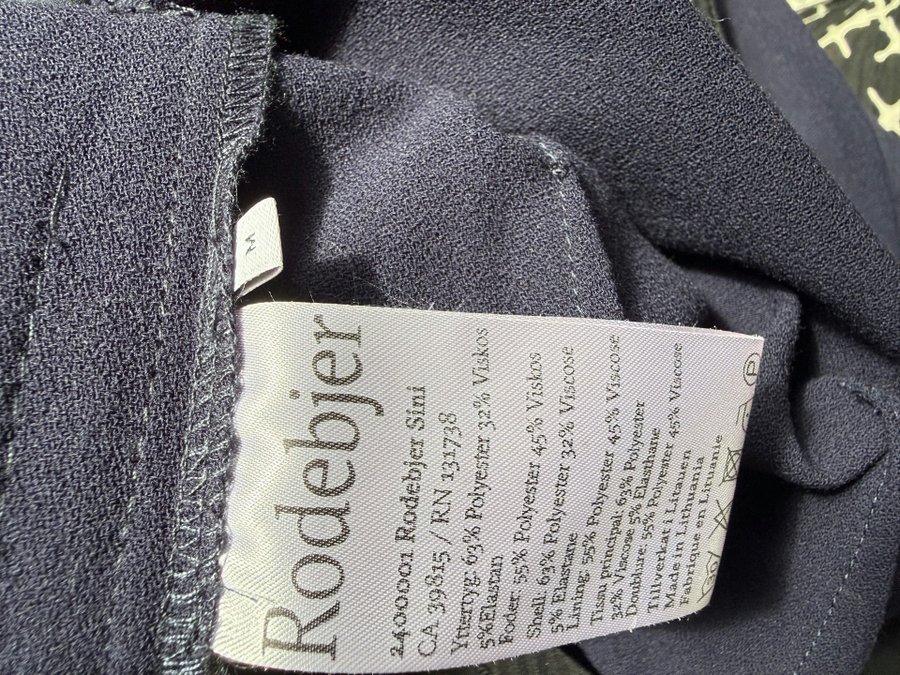 M
Rodebjer
2400001 Rodebjer Sini
CA 39815 / RN 131738
Yttertyg: 63% Polyester 32% Viskos
5%Elastan
Foder: 55% Polyester 45% Viskos
Shell: 63% Polyester 32% Viscose
5% Elastane
Lining: 55% Polyester 45% Viscose
Tissu principal: 63% Polyester
32% Viscose 5% Elasthane
Doublure: 55% Polyester 45% Viscose
Tillverkat i Litauen
Made in Lithuania
Fabriqué en Lituanie
P